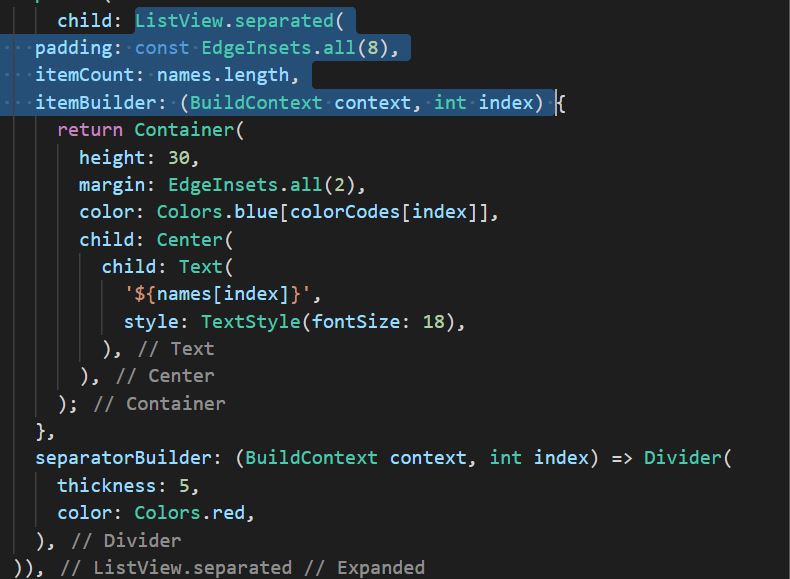 child: ListView.separated(
padding: const EdgeInsets.all(8),
itemCount: names.length,
itemBuilder: (BuildContext context, int index) {
return Container(
height: 30,
margin: EdgeInsets.all(2),
color: Colors.blue[colorCodes[index]],
child: Center(
child: Text(
'${names[index]}',
style: TextStyle(fontSize: 18),
), // Text
), // Center
); // Container
},
separatorBuilder: (BuildContext context, int index) => Divider(
thickness: 5,
color: Colors.red,
), // Divider
)), // ListView.separated // Expanded